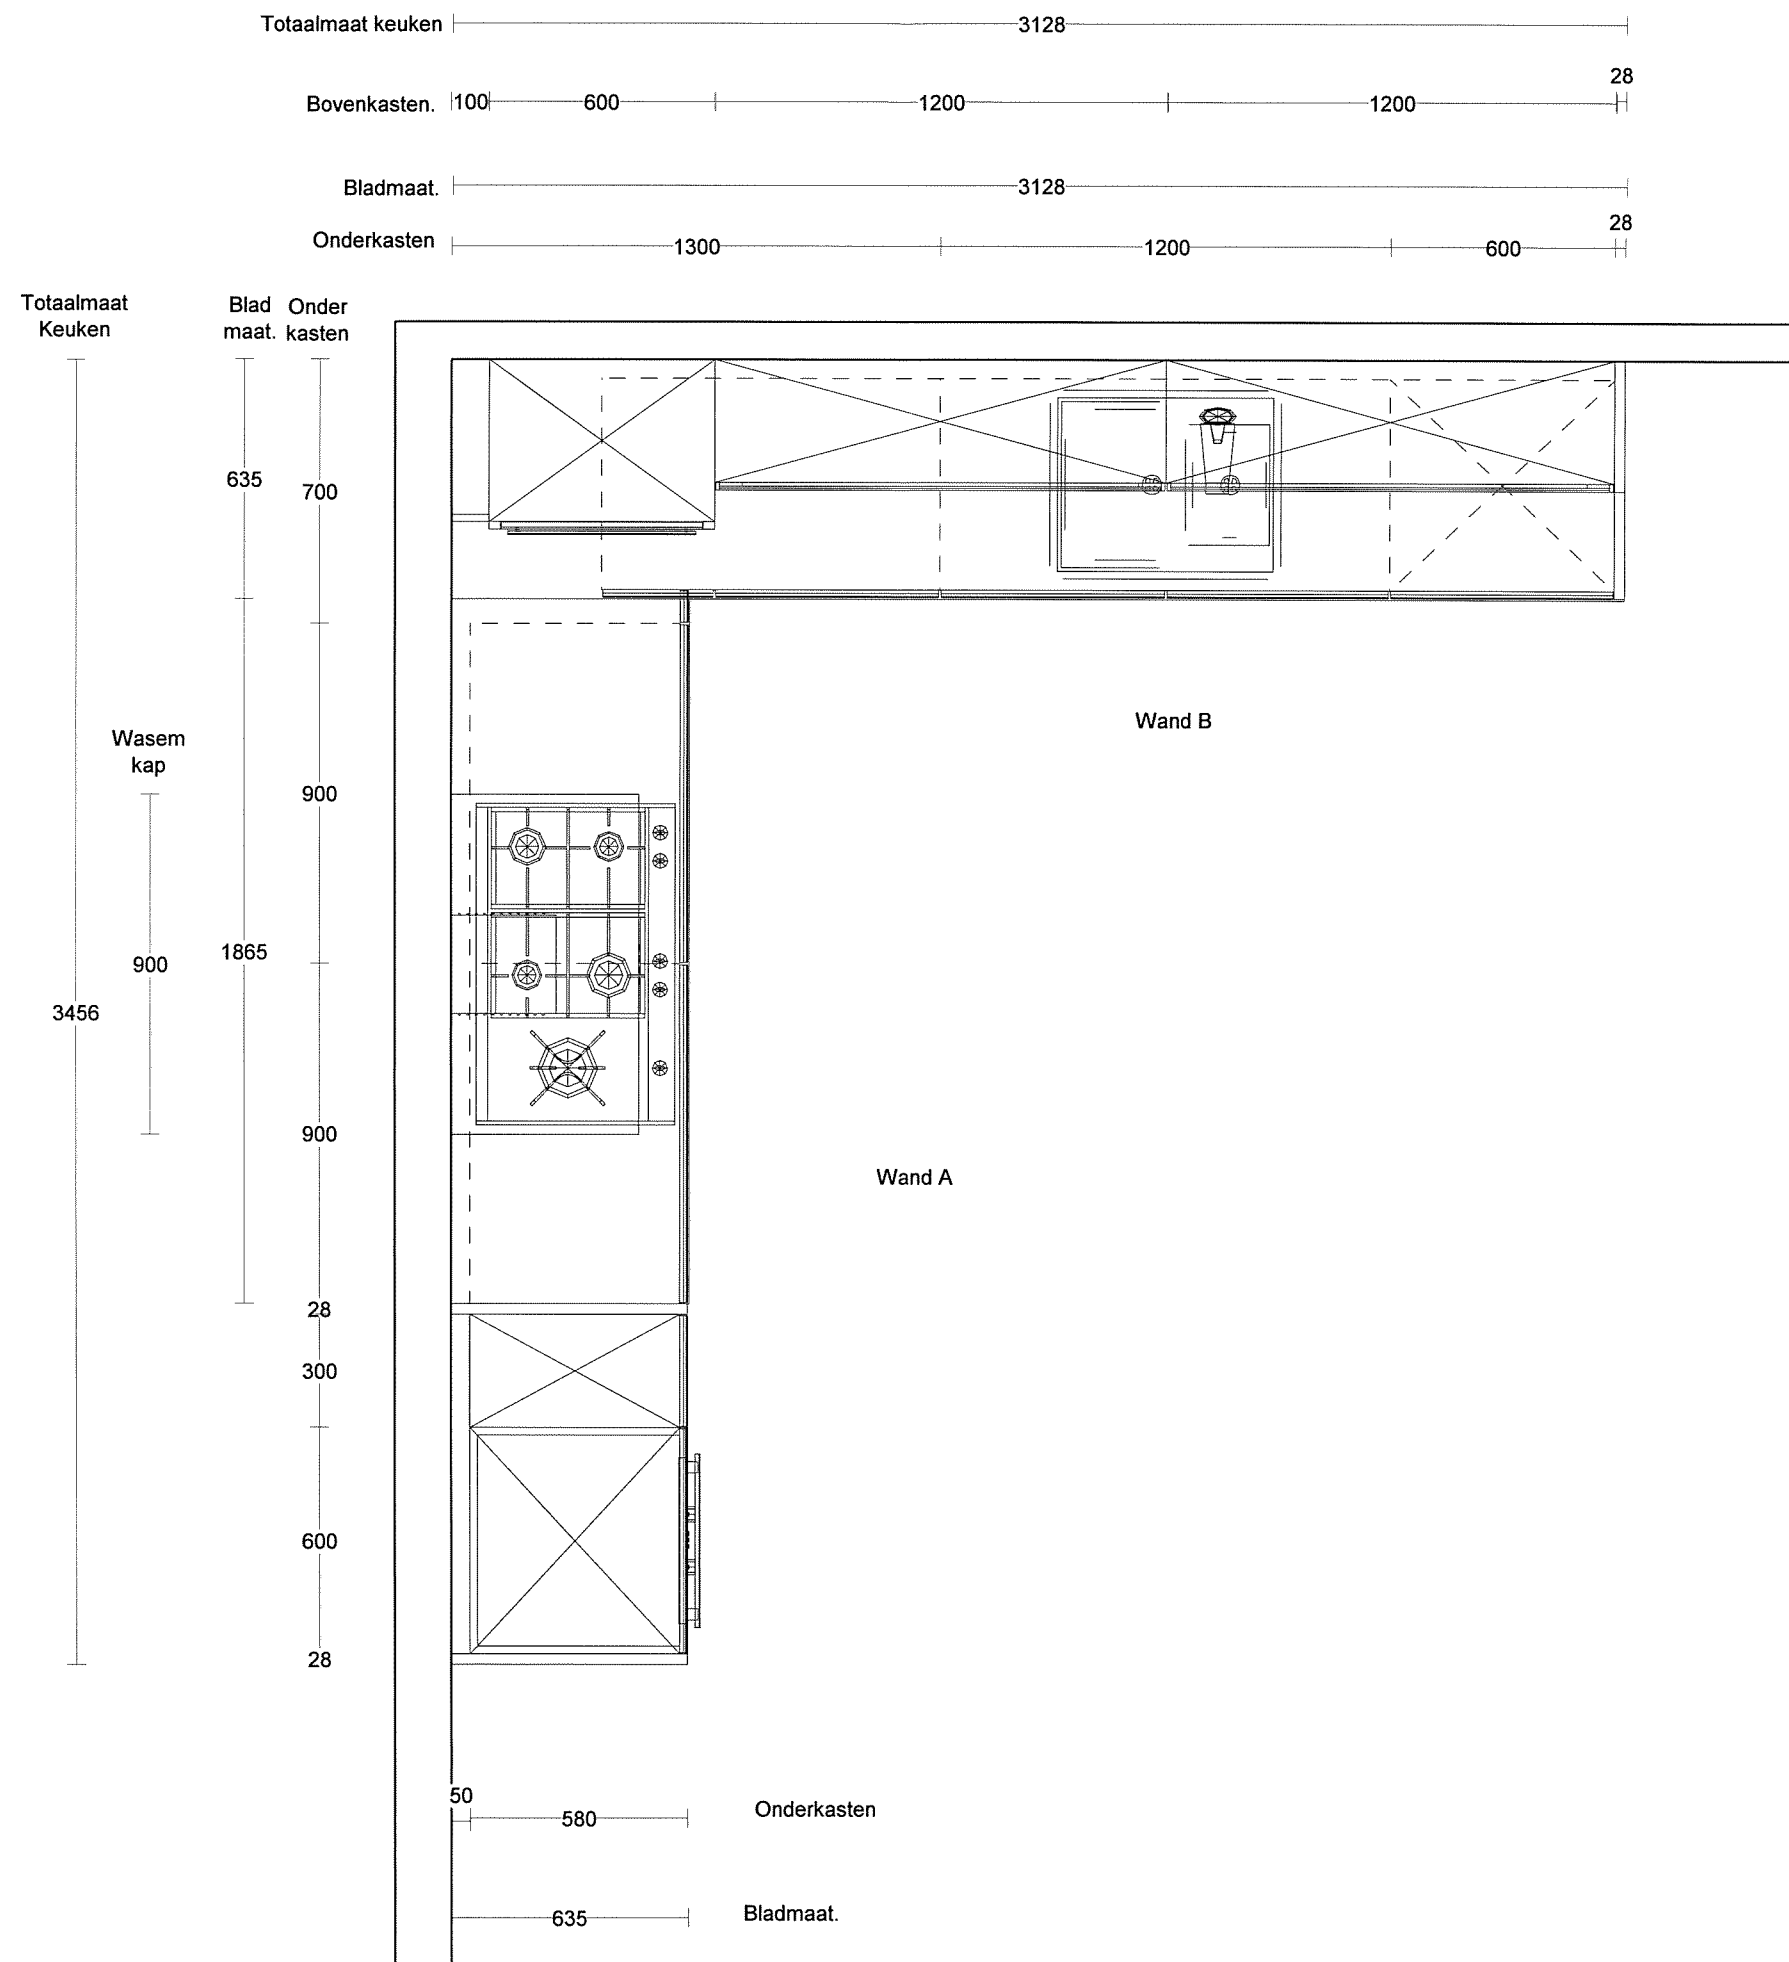 Totaalmaat keuken 3128
28
Bovenkasten. 100 600 1200 1200
Bladmaat. 3128
28
Onderkasten 1300 1200 600
Totaalmaat Blad Onder
Keuken maat. kasten
635
700
Wand B
Wasem
kap
900
1865
900
3456
900
Wand A
28
300
600
28
50
580 Onderkasten
635 Bladmaat.